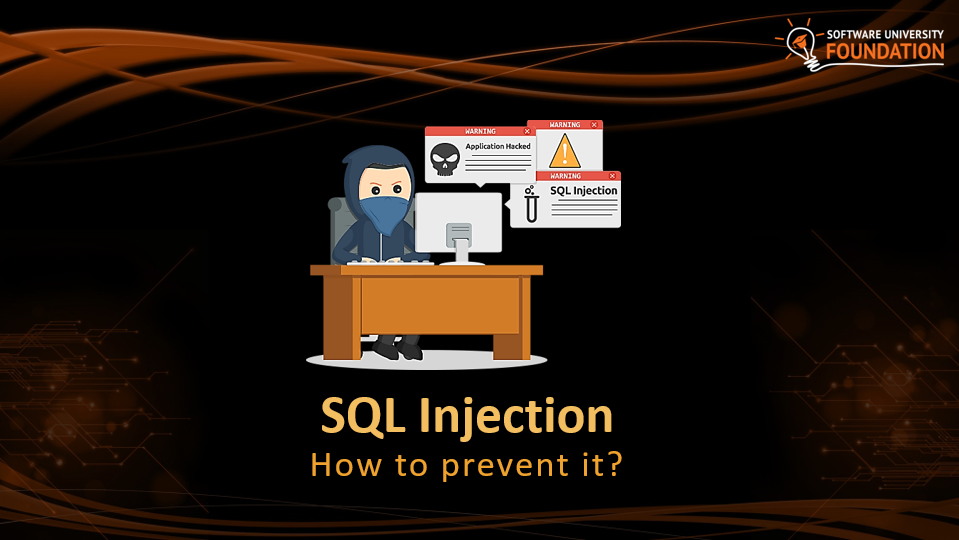 SOFTWARE UNIVERSITY
FOUNDATION
WARNING
WARNING
Application Hacked
WARNING
SQL Injection
SQL Injection
How to prevent it?